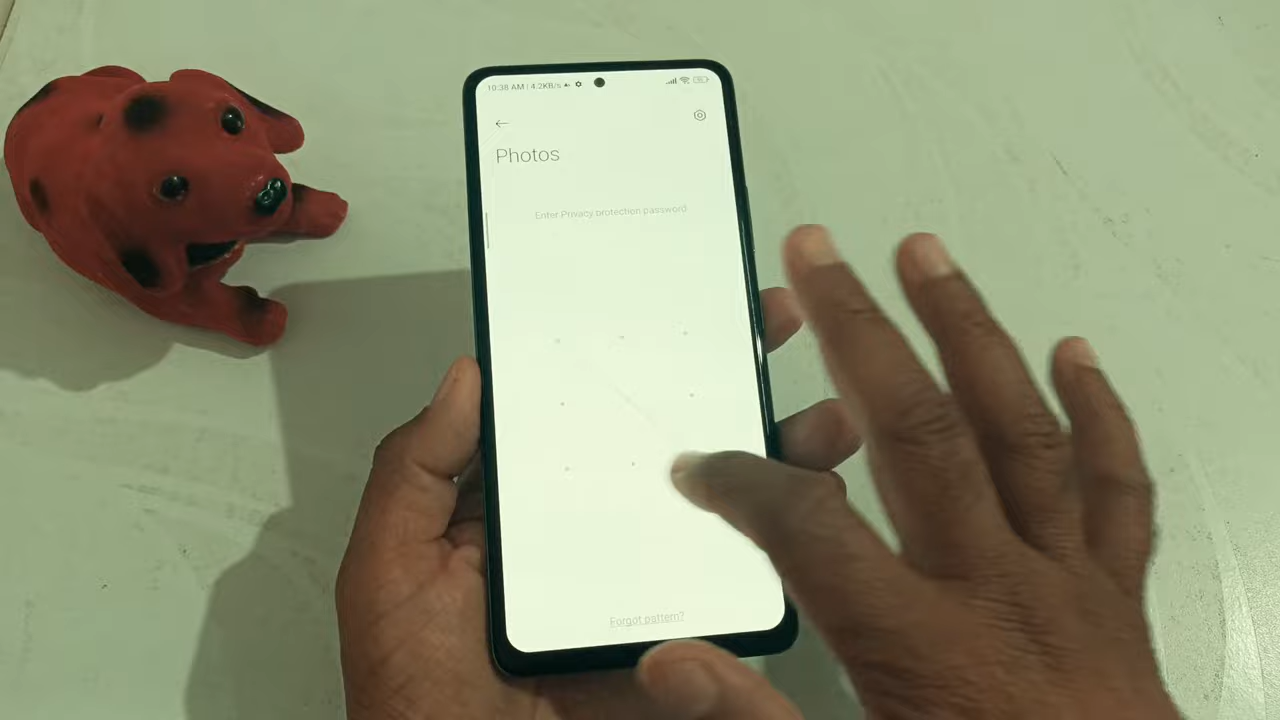 10:38 AM | 4.2KB/s
Photos
Enter Privacy protection password
Forgot pattern?